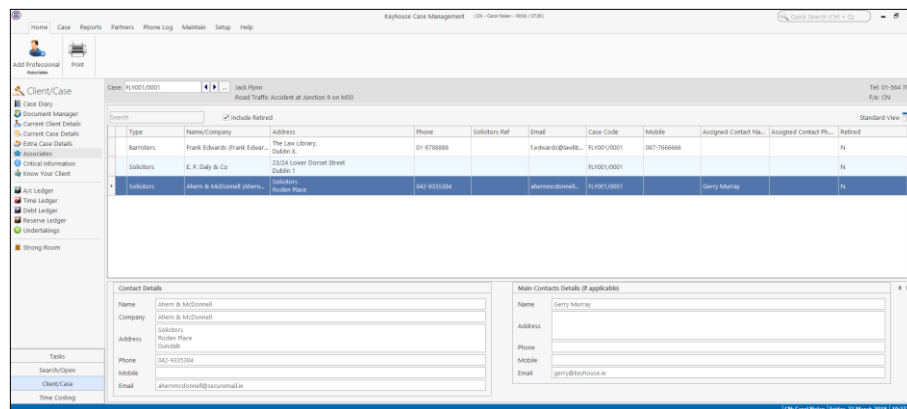 Keyhouse Case Management
Quick Search (Ctrl + Q)
Home Case Reports Partners Phone Log Maintain Setup Help
Add Professional
Associates
Print
Client/Case
Case Diary
Document Manager
Current Client Details
Current Case Details
Extra Case Details
Associates
Critical Information
Know Your Client
A/c Ledger
Time Ledger
Debt Ledger
Reserve Ledger
Undertakings
Strong Room
Tasks
Search/Open
Client/Case
Time Costing
Case: FLY001/0001 ... Jack Flynn
Road Traffic Accident at Junction 9 on M50
Tel: 01-564
F/e: CN
Search Include Retired Standard View
Type Name/Company Address Phone Solicitors Ref Email Case Code Mobile Assigned Contact Na... Assigned Contact Ph... Retired
Barristers Frank Edwards (Frank Edwar... The Law Library, Dublin 8. 01-8788888 f.edwards@lawlib... FLY001/0001 087-7666666 N
Solicitors E. P. Daly & Co 23/24 Lower Dorset Street Dublin 1 FLY001/0001 N
Solicitors Ahern & McDonnell (Ahern... Solicitors Roden Place 042-9335384 ahernmcdonnell... FLY001/0001 Gerry Murray N
Contact Details
Name Ahern & McDonnell
Company Ahern & McDonnell
Address Solicitors
Roden Place
Dundalk
Phone 042-9335384
Mobile
Email ahernmcdonnell@securemail.ie
Main Contacts Details (if applicable)
Name Gerry Murray
Address
Phone
Mobile
Email gerry@keyhouse.ie